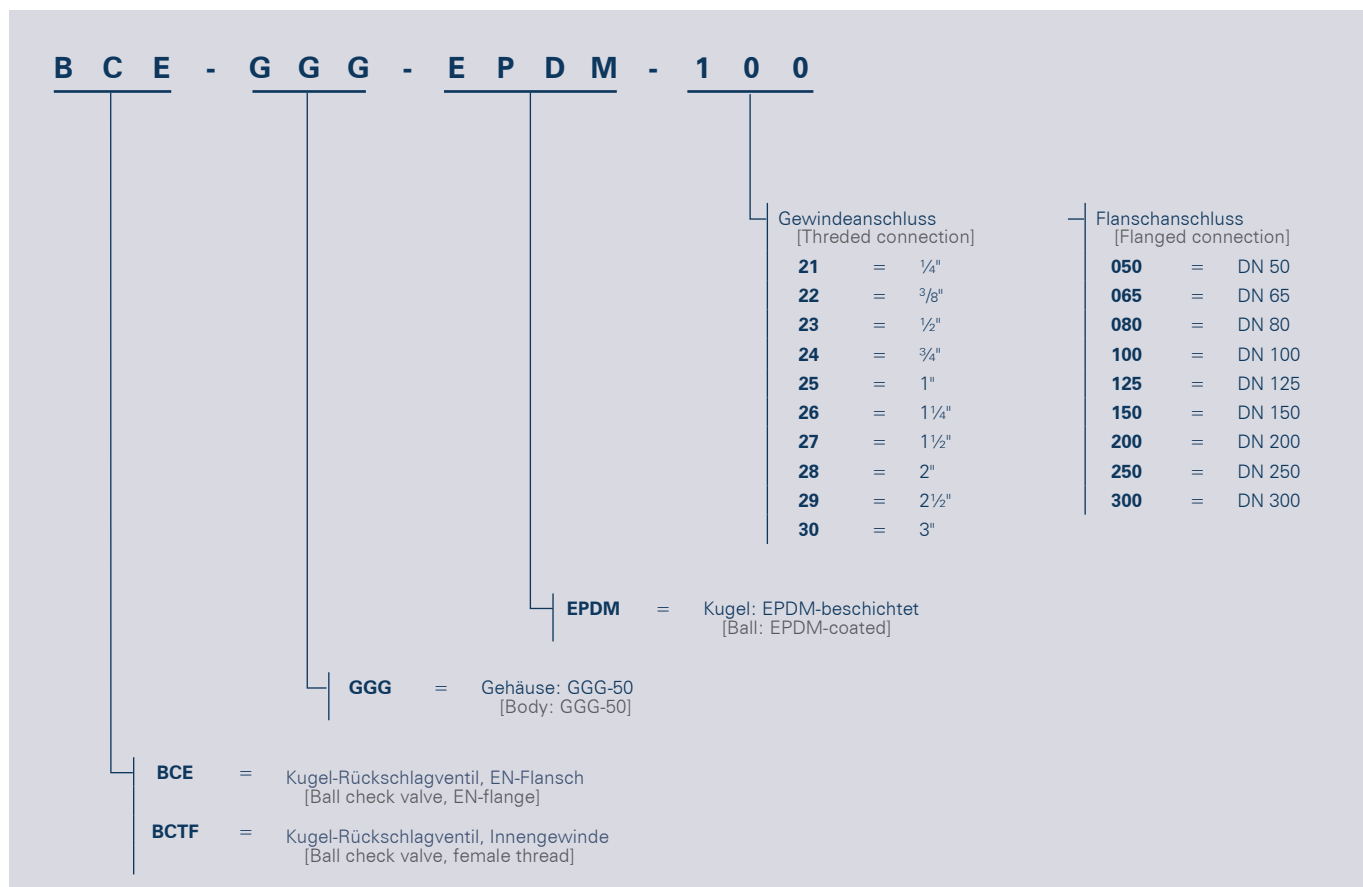 BCE-GGG-EPDM-100
Gewindeanschluss
[Threded connection]
21 = ¼"
22 = 3/8"
23 = ½"
24 = ¾"
25 = 1"
26 = 1¼"
27 = 1½"
28 = 2"
29 = 2½"
30 = 3"
Flanschanschluss
[Flanged connection]
050 = DN 50
065 = DN 65
080 = DN 80
100 = DN 100
125 = DN 125
150 = DN 150
200 = DN 200
250 = DN 250
300 = DN 300
EPDM = Kugel: EPDM-beschichtet
[Ball: EPDM-coated]
GGG = Gehäuse: GGG-50
[Body: GGG-50]
BCE = Kugel-Rückschlagventil, EN-Flansch
[Ball check valve, EN-flange]
BCTF = Kugel-Rückschlagventil, Innengewinde
[Ball check valve, female thread]